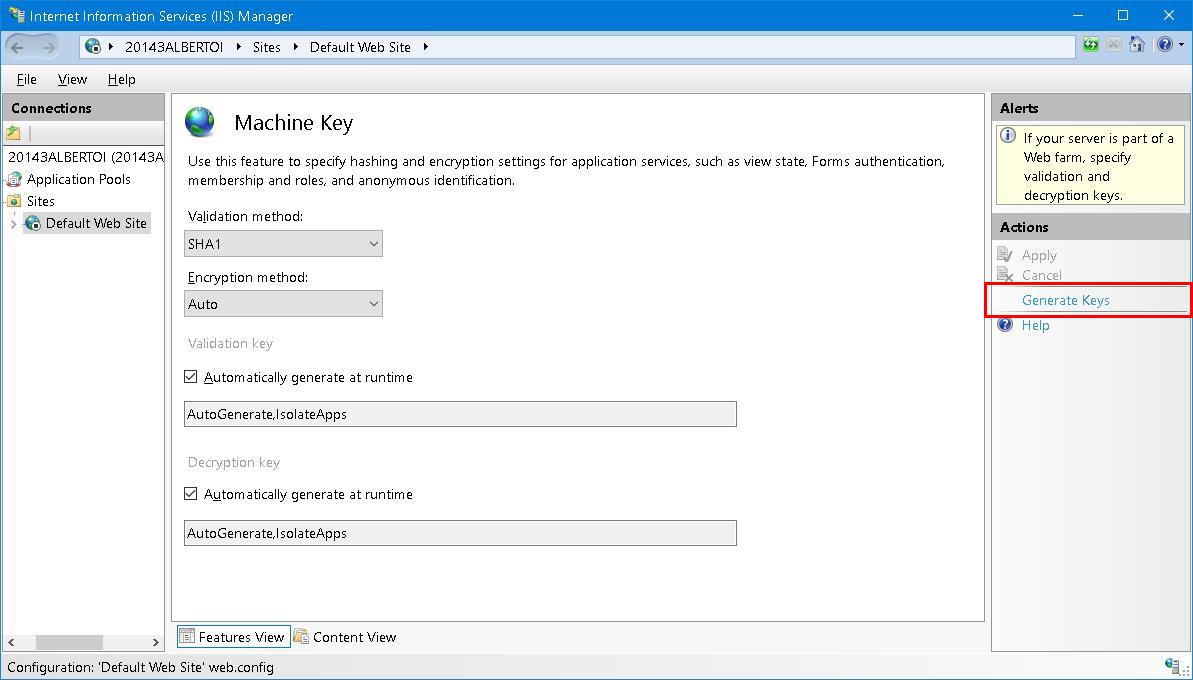 Internet Information Services (IIS) Manager
20143ALBERTOI
Sites
Default Web Site
File View Help
Connections
20143ALBERTOI (20143A
Application Pools
Sites
Default Web Site
Machine Key
Use this feature to specify hashing and encryption settings for application services, such as view state, Forms authentication,
membership and roles, and anonymous identification.
Validation method:
SHA1
Encryption method:
Auto
Validation key
Automatically generate at runtime
AutoGenerate,IsolateApps
Decryption key
Automatically generate at runtime
AutoGenerate,IsolateApps
Features View
Content View
Alerts
If your server is part of a
Web farm, specify
validation and
decryption keys.
Actions
Apply
Cancel
Generate Keys
Help
Configuration: 'Default Web Site' web.config